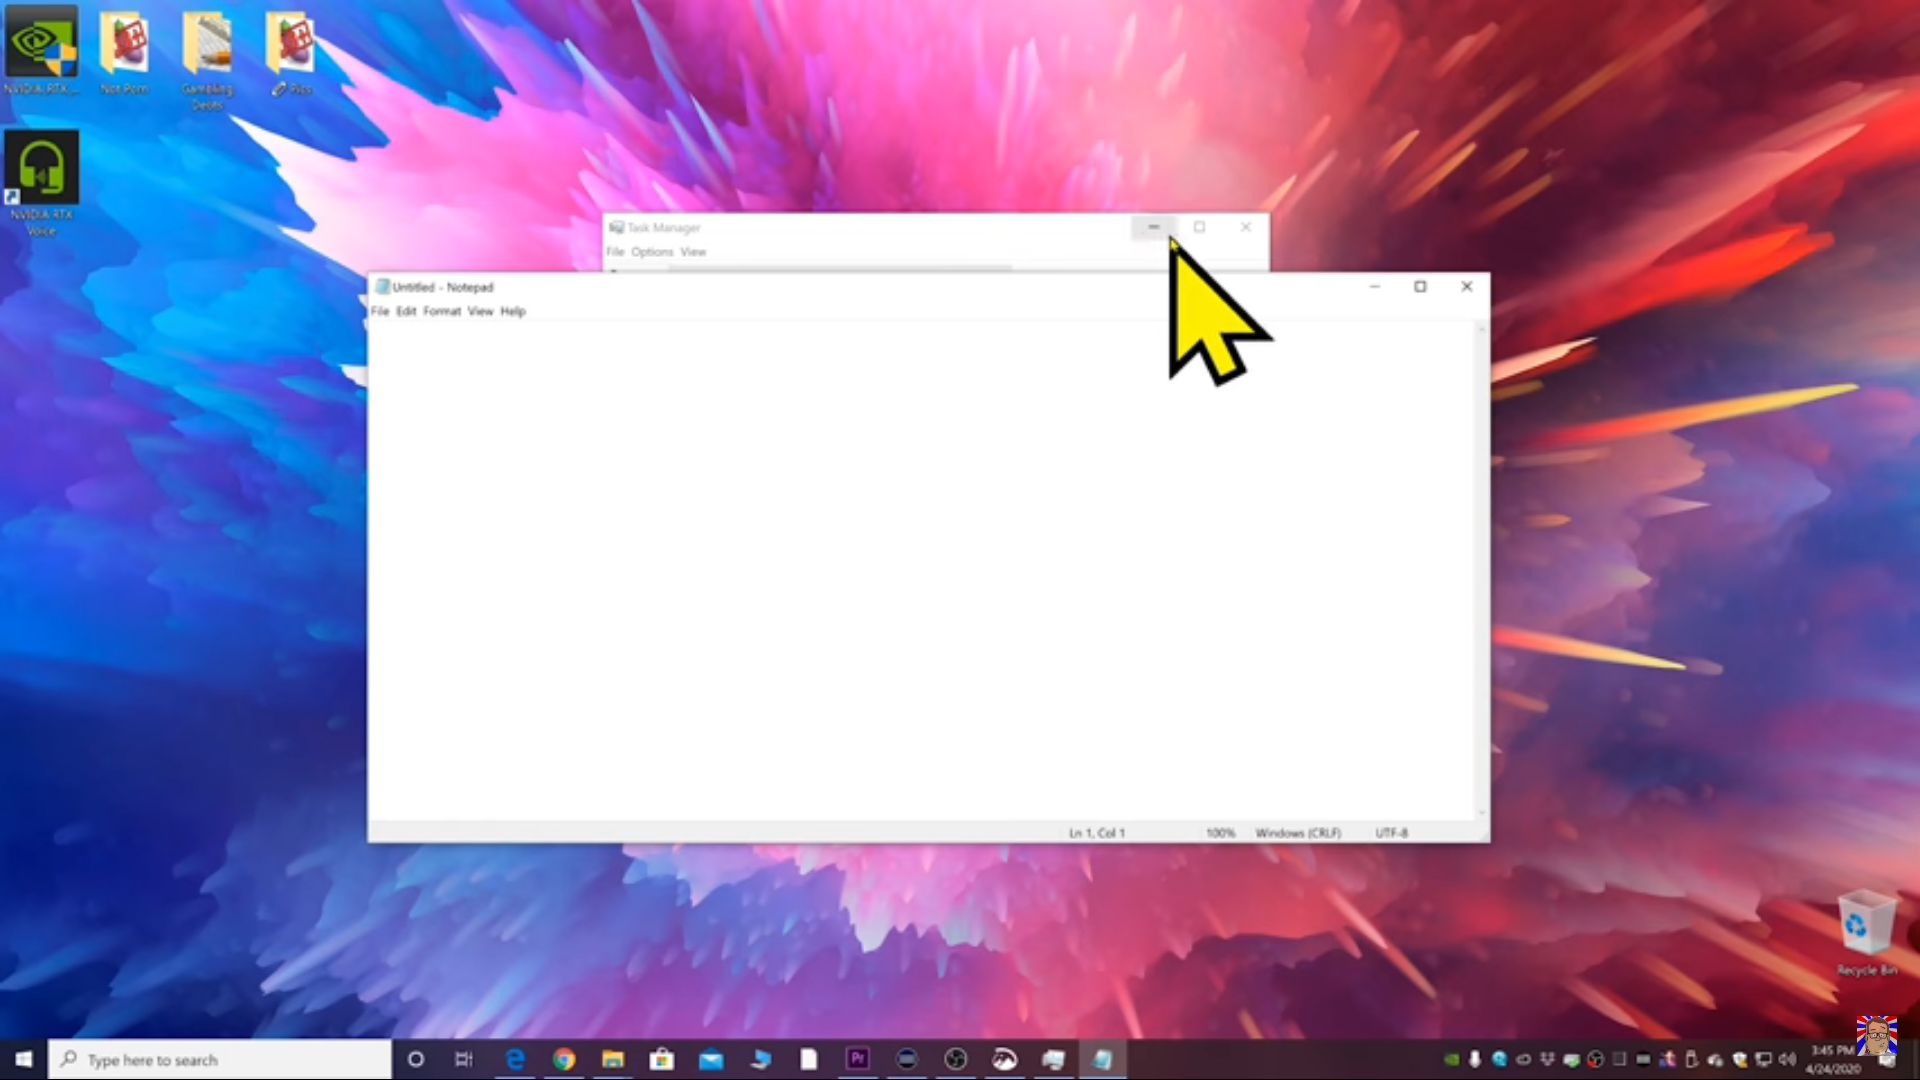 NVIDIA RTX...
Not Porn
Gambling
Debts
Pics
NVIDIA RTX
Voice
Task Manager
File Options View
Untitled - Notepad
File Edit Format View Help
Ln 1, Col 1 100% Windows (CRLF) UTF-8
Recycle Bin
Type here to search
Pr
3:45 PM
4/24/2020